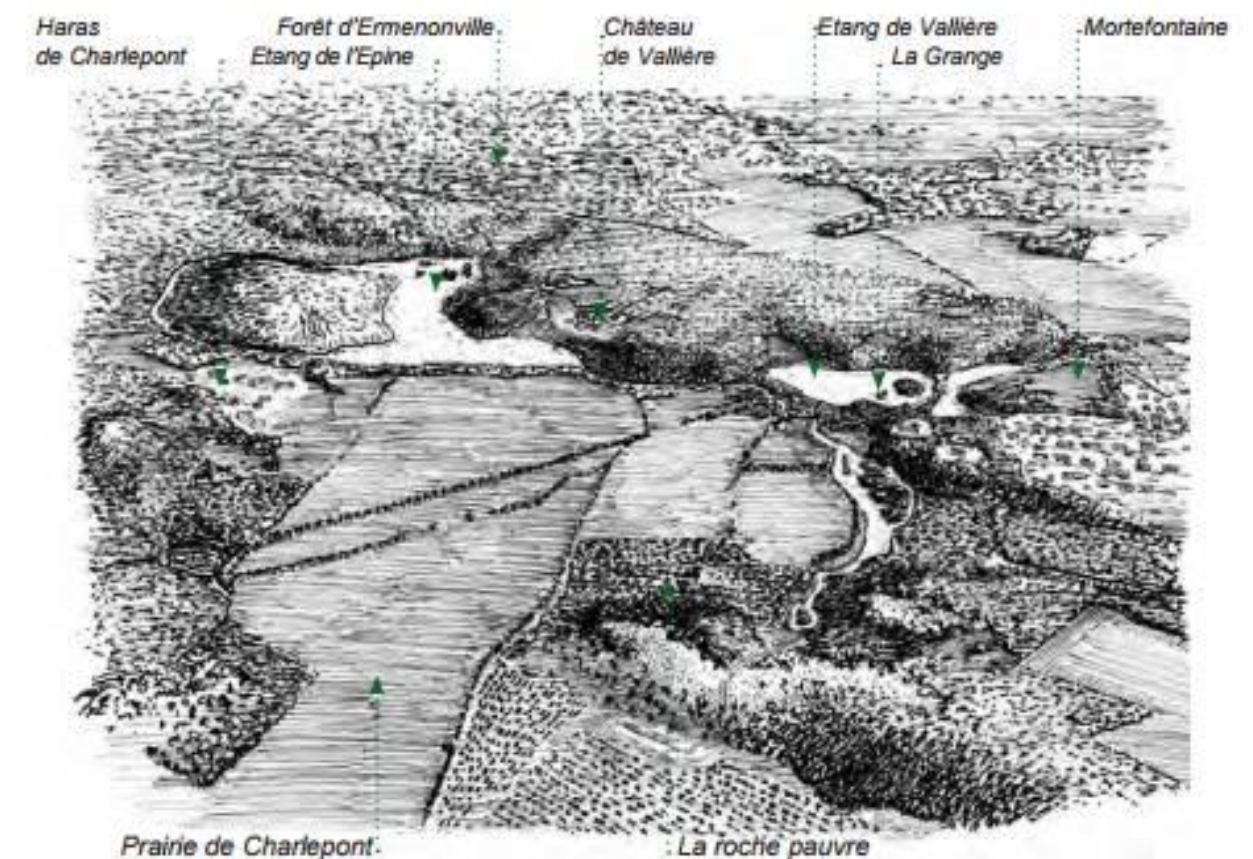 Haras
de Charlepont
Forêt d'Ermenonville
Etang de l'Epine
Château
de Vallière
Etang de Vallière
La Grange
Mortefontaine
Prairie de Charlepont
La roche pauvre